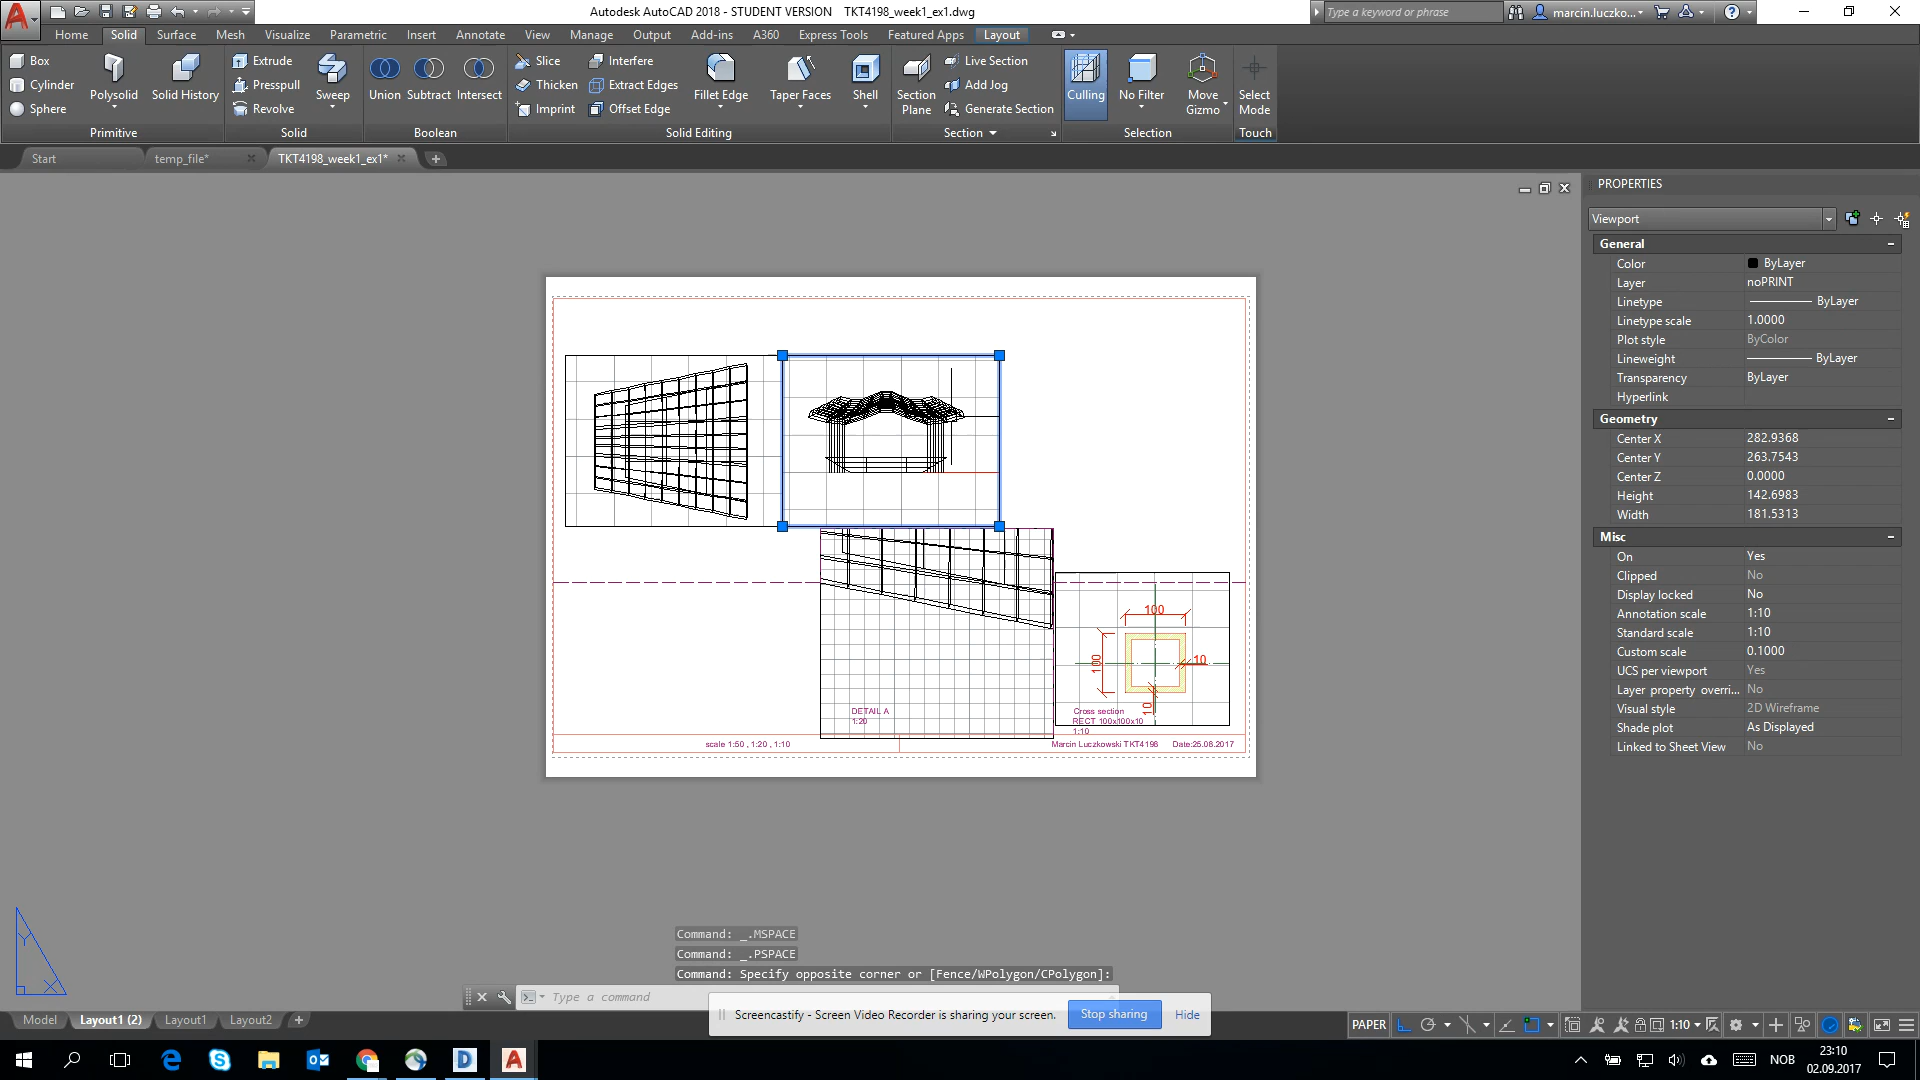 Autodesk AutoCAD 2018 - STUDENT VERSION TKT4198_week1_ex1.dwg
Type a keyword or phrase
marcin.luczko...
Home Solid Surface Mesh Visualize Parametric Insert Annotate View Manage Output Add-ins A360 Express Tools Featured Apps Layout
Box
Cylinder
Sphere
Polysolid
Solid History
Extrude
Presspull
Revolve
Sweep
Union Subtract Intersect
Slice
Thicken
Imprint
Interfere
Extract Edges
Offset Edge
Fillet Edge
Taper Faces
Shell
Section
Plane
Live Section
Add Jog
Generate Section
Culling
No Filter
Move
Gizmo
Select
Mode
Primitive Solid Boolean Solid Editing Section Selection Touch
Start temp_file* TKT4198_week1_ex1*
PROPERTIES
Viewport
General
Color ByLayer
Layer noPRINT
Linetype ByLayer
Linetype scale 1.0000
Plot style ByColor
Lineweight ByLayer
Transparency ByLayer
Hyperlink
Geometry
Center X 282.9368
Center Y 263.7543
Center Z 0.0000
Height 142.6983
Width 181.5313
Misc
On Yes
Clipped No
Display locked No
Annotation scale 1:10
Standard scale 1:10
Custom scale 0.1000
UCS per viewport Yes
Layer property overri... No
Visual style 2D Wireframe
Shade plot As Displayed
Linked to Sheet View No
100
100
10
10
DETAIL A
1:20
Cross section
RECT 100x100x10
1:10
scale 1:50 , 1:20 , 1:10
Marcin Luczkowski TKT4198 Date:25.08.2017
Y
X
Command: _.MSPACE
Command: _.PSPACE
Command: Specify opposite corner or [Fence/WPolygon/CPolygon]:
Type a command
Screencastify - Screen Video Recorder is sharing your screen. Stop sharing Hide
Model Layout1 (2) Layout1 Layout2
PAPER
1:10
NOB
23:10
02.09.2017